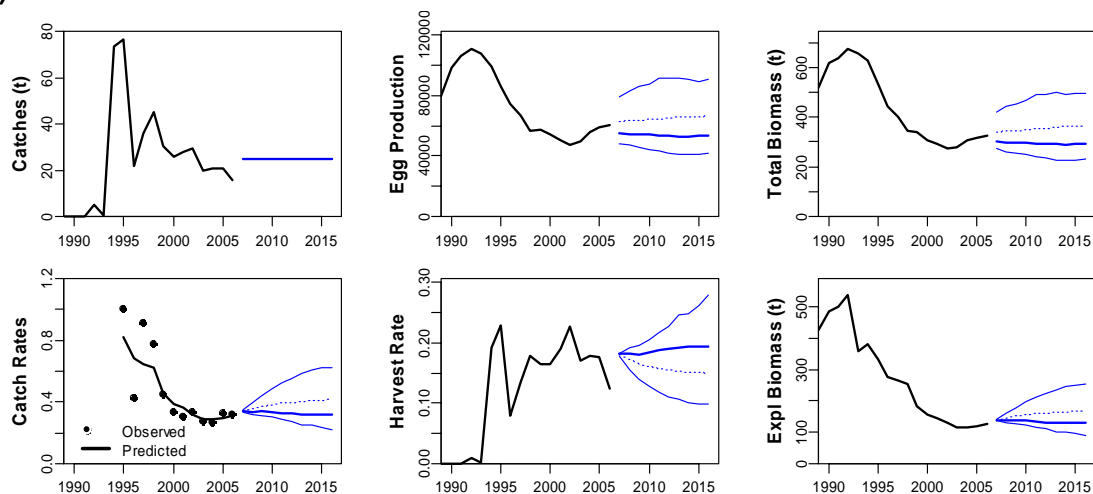 )
Catches (t)
0 20 40 60 80
1990 1995 2000 2005 2010 2015
Egg Production
0 40000 80000 120000
1990 1995 2000 2005 2010 2015
Total Biomass (t)
0 200 400 600
1990 1995 2000 2005 2010 2015
Catch Rates
0.0 0.4 0.8 1.2
Observed
Predicted
1990 1995 2000 2005 2010 2015
Harvest Rate
0.00 0.10 0.20 0.30
1990 1995 2000 2005 2010 2015
Expl Biomass (t)
0 100 300 500
1990 1995 2000 2005 2010 2015